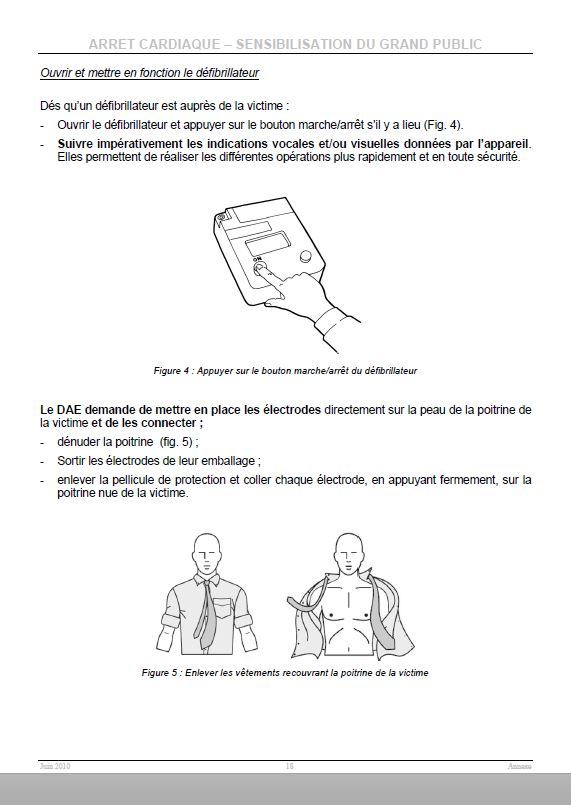 ARRET CARDIAQUE – SENSIBILISATION DU GRAND PUBLIC
Ouvrir et mettre en fonction le défibrillateur
Dés qu'un défibrillateur est auprès de la victime :
- Ouvrir le défibrillateur et appuyer sur le bouton marche/arrêt s'il y a lieu (Fig. 4).
- Suivre impérativement les indications vocales et/ou visuelles données par l'appareil.
Elles permettent de réaliser les différentes opérations plus rapidement et en toute sécurité.
ON
Figure 4 : Appuyer sur le bouton marche/arrêt du défibrillateur
Le DAE demande de mettre en place les électrodes directement sur la peau de la poitrine de
la victime et de les connecter ;
- dénuder la poitrine (fig. 5) ;
- Sortir les électrodes de leur emballage ;
- enlever la pellicule de protection et coller chaque électrode, en appuyant fermement, sur la
poitrine nue de la victime.
Figure 5 : Enlever les vêtements recouvrant la poitrine de la victime
Juin 2010 18 Annexe